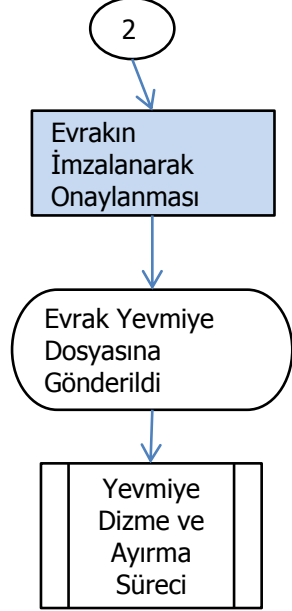 2
Evrakın
İmzalanarak
Onaylanması
Evrak Yevmiye
Dosyasına
Gönderildi
Yevmiye
Dizme ve
Ayırma
Süreci